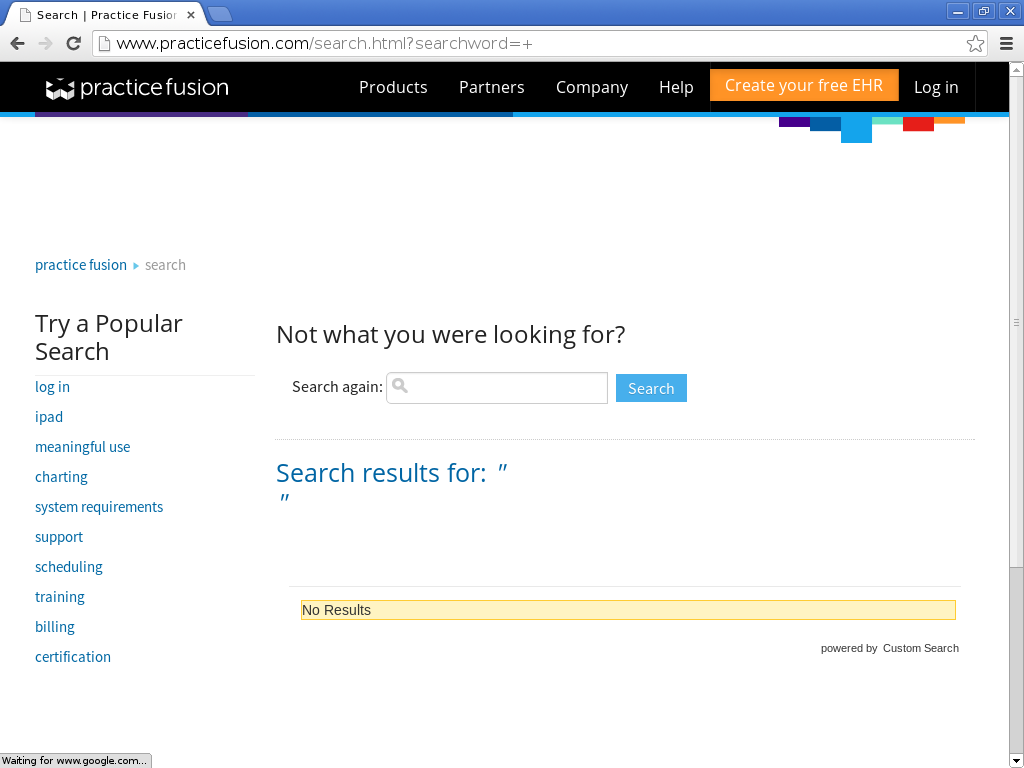 Search | Practice Fusion
www.practicefusion.com/search.html?searchword=+
practice fusion
Products Partners Company Help Create your free EHR Log in
practice fusion search
Try a Popular
Search
log in
ipad
meaningful use
charting
system requirements
support
scheduling
training
billing
certification
Not what you were looking for?
Search again: Search
Search results for: "
"
No Results
powered by Custom Search
Waiting for www.google.com...